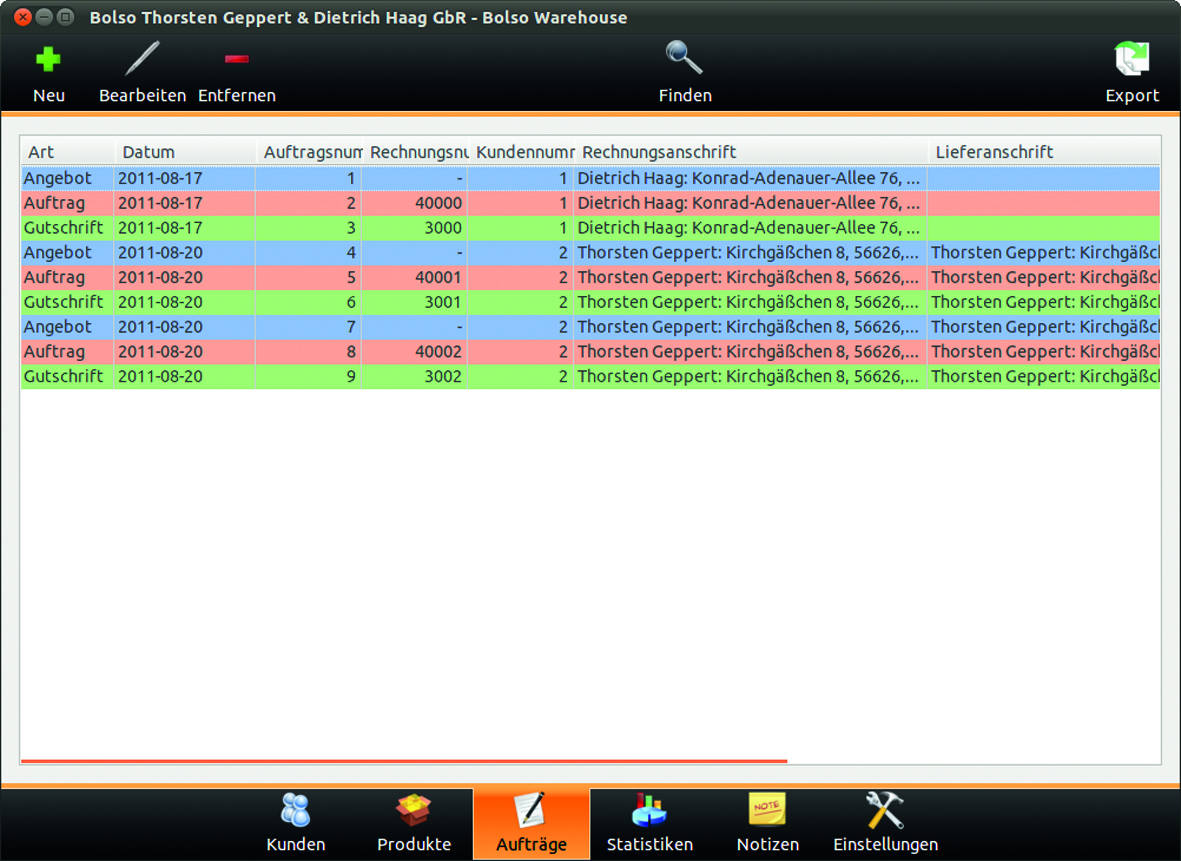 Bolso Thorsten Geppert & Dietrich Haag GbR - Bolso Warehouse
Neu Bearbeiten Entfernen Finden Export
Art Datum Auftragsnum Rechnungsnu Kundennumr Rechnungsanschrift Lieferanschrift
Angebot 2011-08-17 1 - 1 Dietrich Haag: Konrad-Adenauer-Allee 76, ...
Auftrag 2011-08-17 2 40000 1 Dietrich Haag: Konrad-Adenauer-Allee 76, ...
Gutschrift 2011-08-17 3 3000 1 Dietrich Haag: Konrad-Adenauer-Allee 76, ...
Angebot 2011-08-20 4 - 2 Thorsten Geppert: Kirchgäßchen 8, 56626,... Thorsten Geppert: Kirchgäßcl
Auftrag 2011-08-20 5 40001 2 Thorsten Geppert: Kirchgäßchen 8, 56626,... Thorsten Geppert: Kirchgäßcl
Gutschrift 2011-08-20 6 3001 2 Thorsten Geppert: Kirchgäßchen 8, 56626,... Thorsten Geppert: Kirchgäßcl
Angebot 2011-08-20 7 - 2 Thorsten Geppert: Kirchgäßchen 8, 56626,... Thorsten Geppert: Kirchgäßcl
Auftrag 2011-08-20 8 40002 2 Thorsten Geppert: Kirchgäßchen 8, 56626,... Thorsten Geppert: Kirchgäßcl
Gutschrift 2011-08-20 9 3002 2 Thorsten Geppert: Kirchgäßchen 8, 56626,... Thorsten Geppert: Kirchgäßcl
NOTE
Kunden Produkte Aufträge Statistiken Notizen Einstellungen